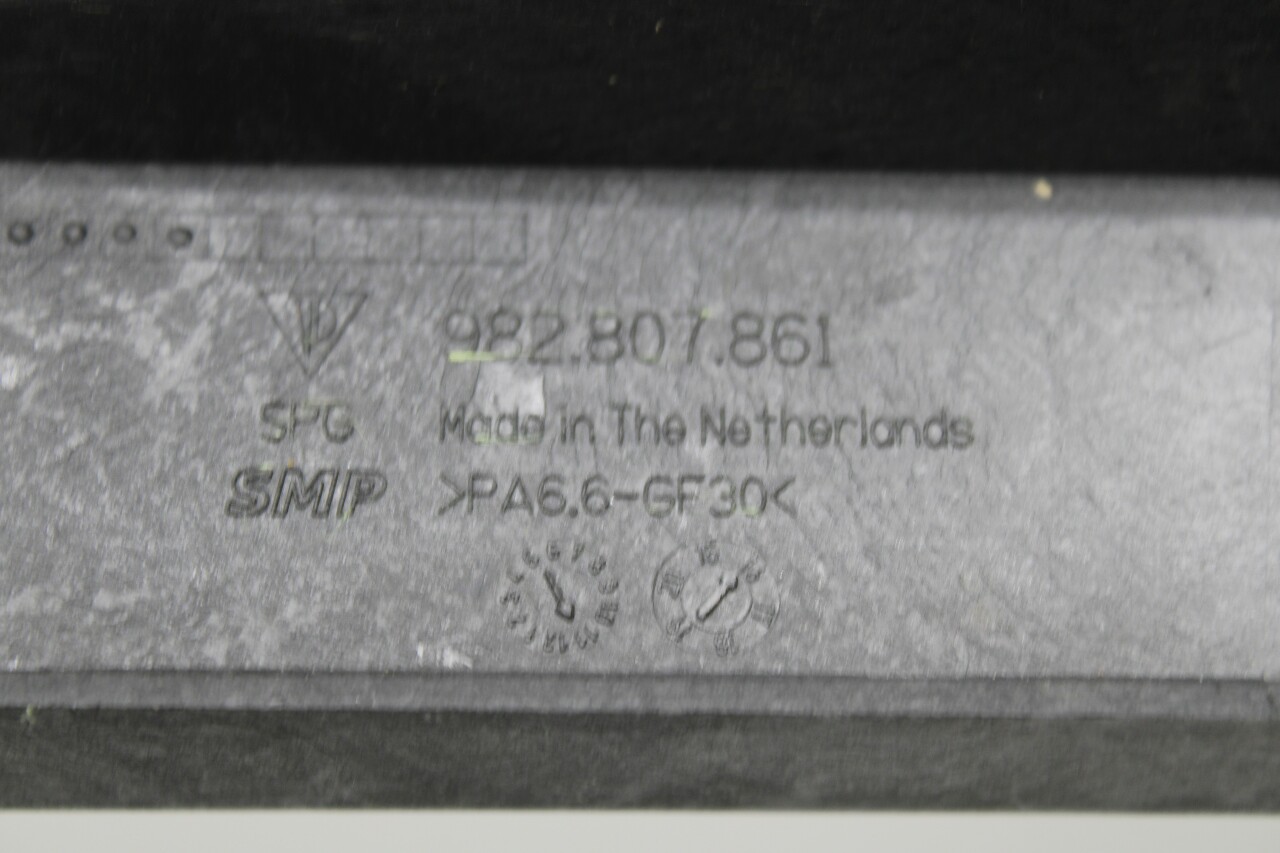 982.807.861
SPG
Made in The Netherlands
SMP
>PA6.6-GF30<